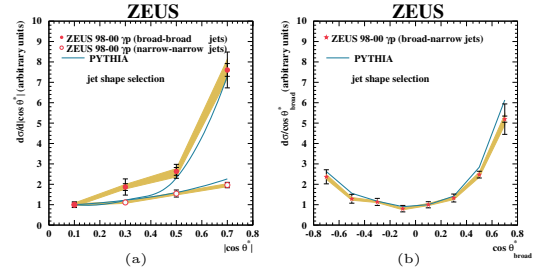 ZEUS
dσ/d|cos θ*| (arbitrary units)
10
9
8
7
6
5
4
3
2
1
0
ZEUS 98-00 γp (broad-broad jets)
ZEUS 98-00 γp (narrow-narrow jets)
PYTHIA
jet shape selection
0 0.1 0.2 0.3 0.4 0.5 0.6 0.7 0.8
|cos θ*|
(a)
ZEUS
dσ/cos θ*broad (arbitrary units)
10
9
8
7
6
5
4
3
2
1
0
ZEUS 98-00 γp (broad-narrow jets)
PYTHIA
jet shape selection
-0.8 -0.6 -0.4 -0.2 0 0.2 0.4 0.6 0.8
cos θ*broad
(b)